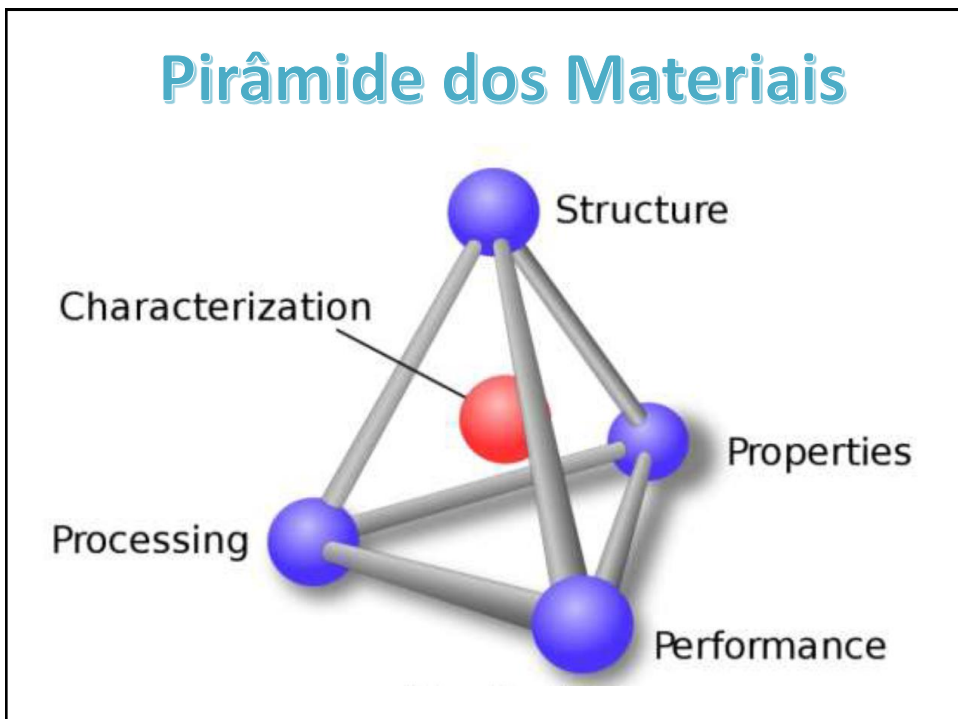 Pirâmide dos Materiais
Structure
Characterization
Properties
Processing
Performance